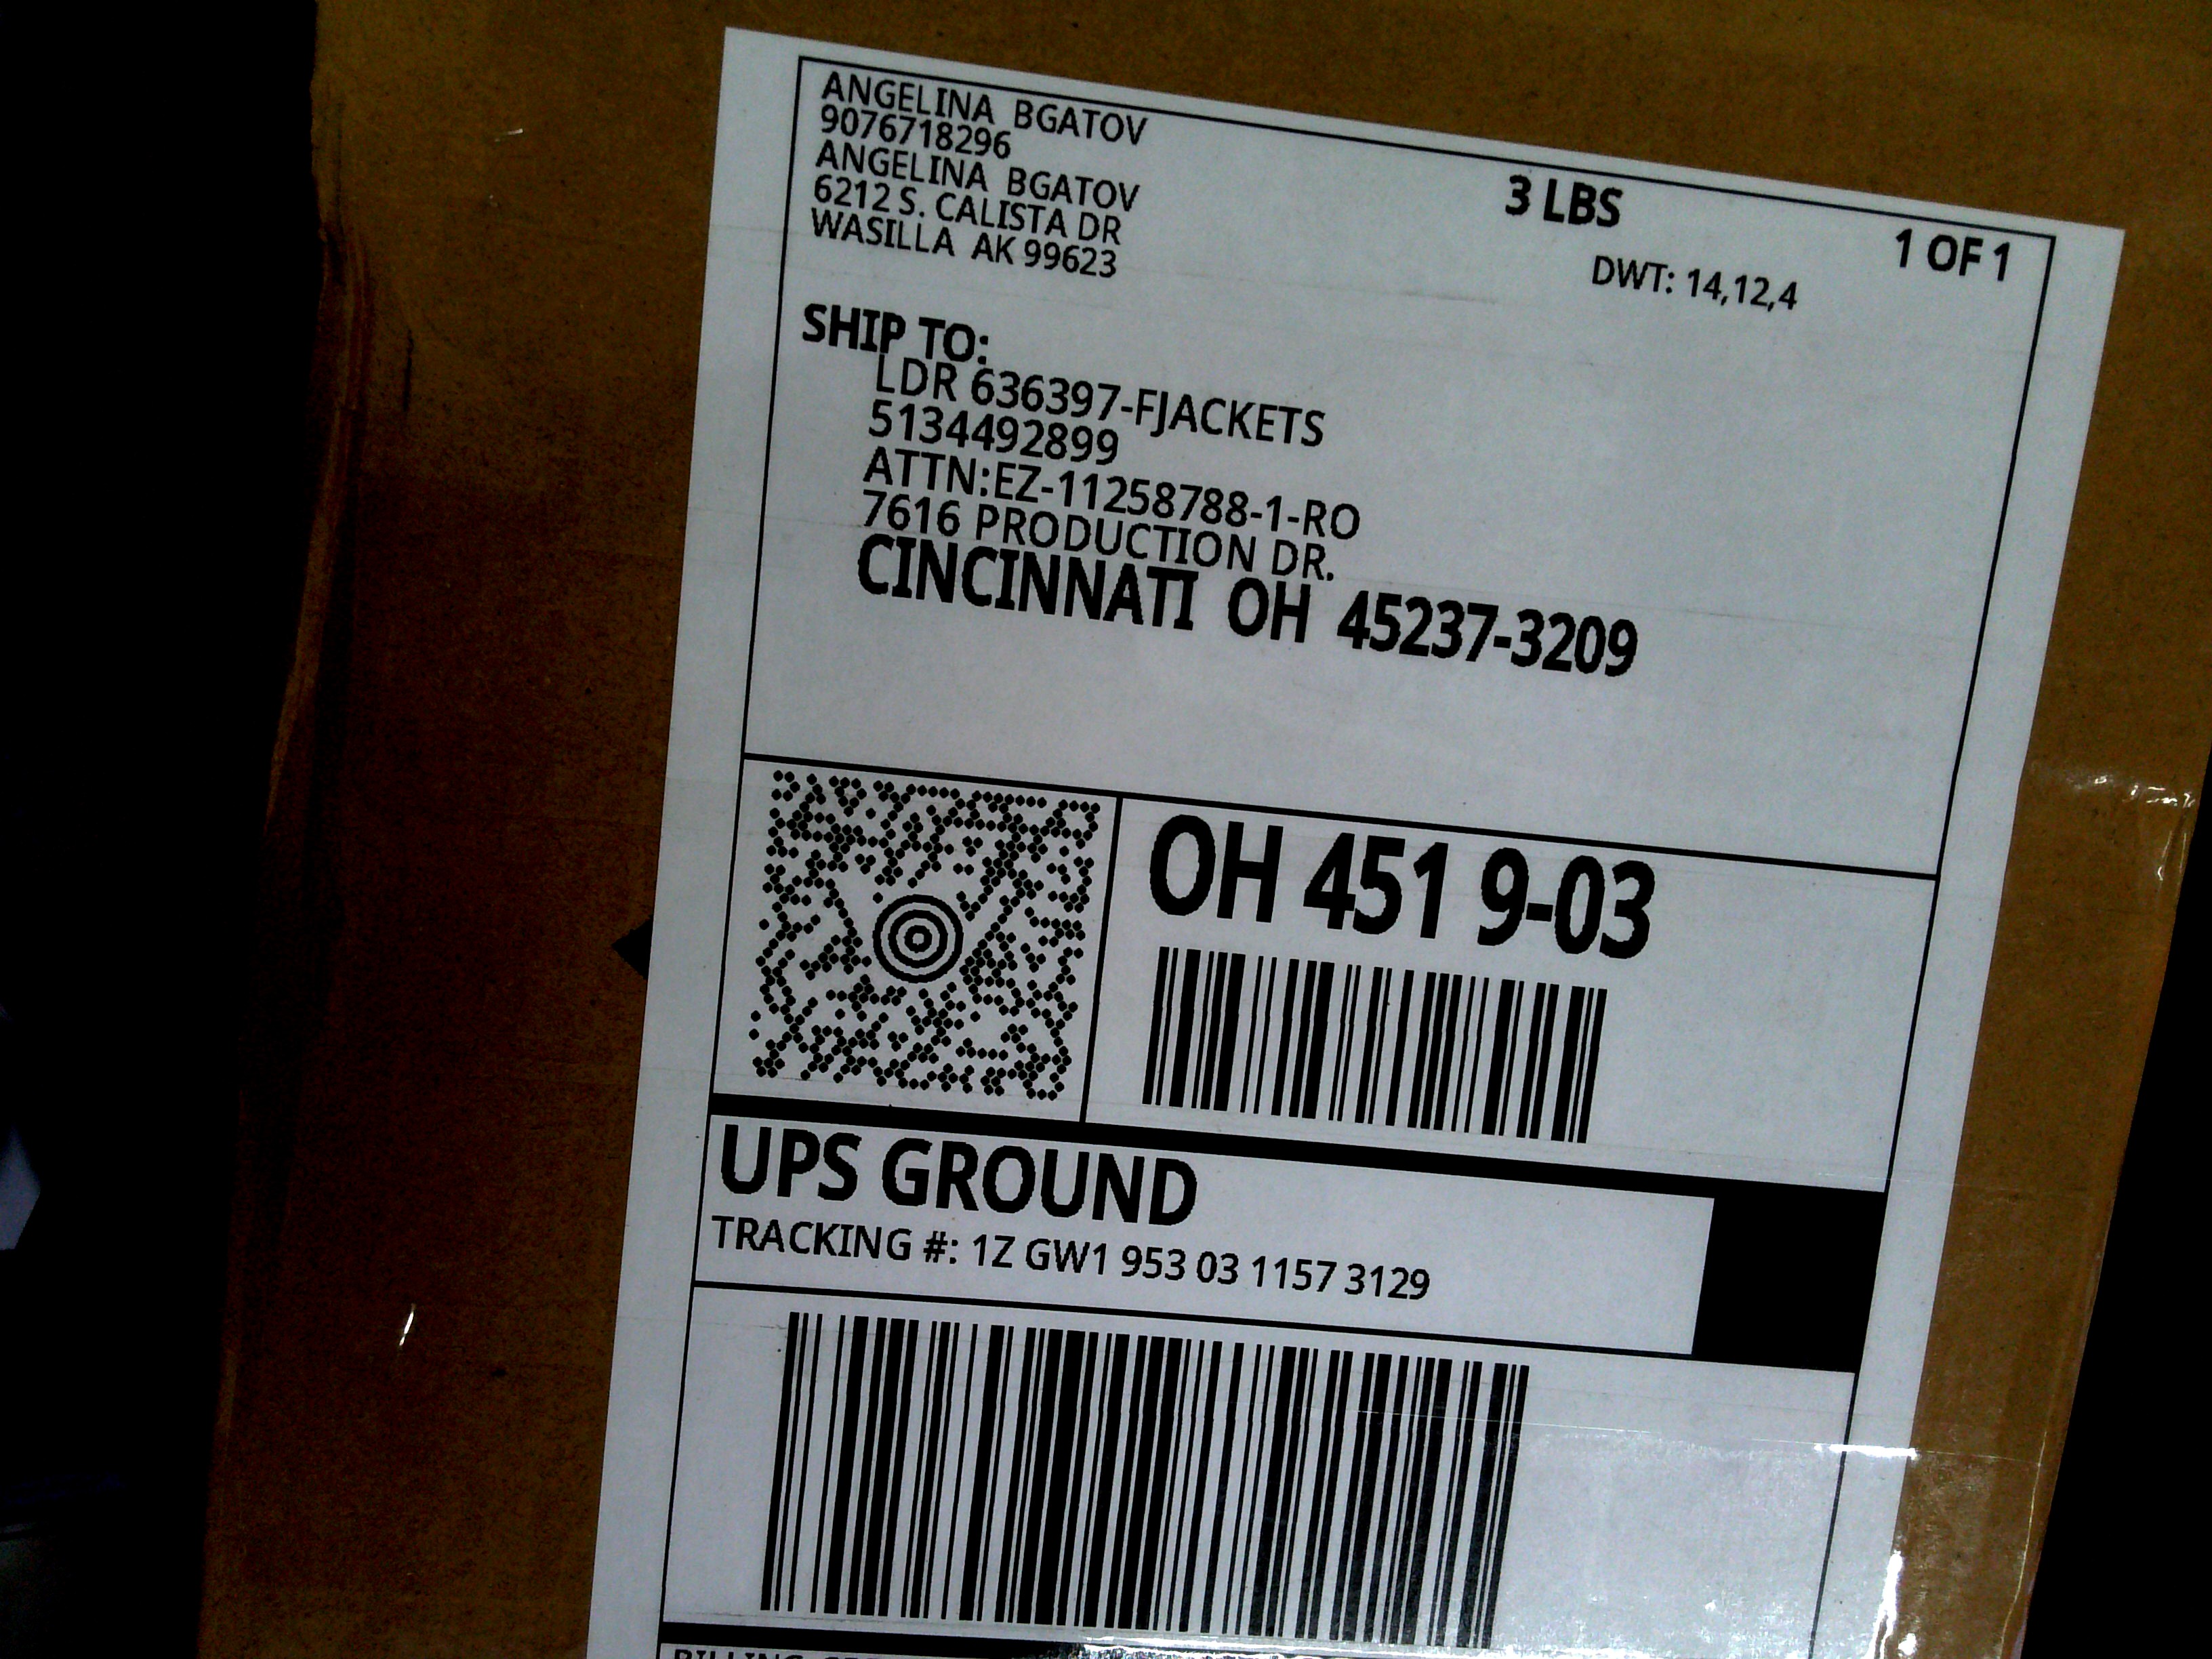 ANGELINA BGATOV
9076718296
ANGELINA BGATOV
6212 S. CALISTA DR
WASILLA AK 99623
3 LBS
1 OF 1
DWT: 14,12,4
SHIP TO:
LDR 636397-FJACKETS
5134492899
ATTN:EZ-11258788-1-RO
7616 PRODUCTION DR.
CINCINNATI OH 45237-3209
OH 451 9-03
UPS GROUND
TRACKING #: 1Z GW1 953 03 1157 3129